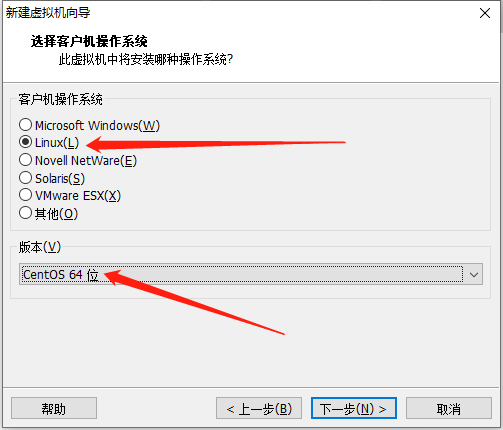 新建虚拟机向导
选择客户机操作系统
此虚拟机中将安装哪种操作系统?
客户机操作系统
Microsoft Windows(W)
Linux(L)
Novell NetWare(E)
Solaris(S)
VMware ESX(X)
其他(O)
版本(V)
CentOS 64 位
帮助
< 上一步(B)
下一步(N) >
取消